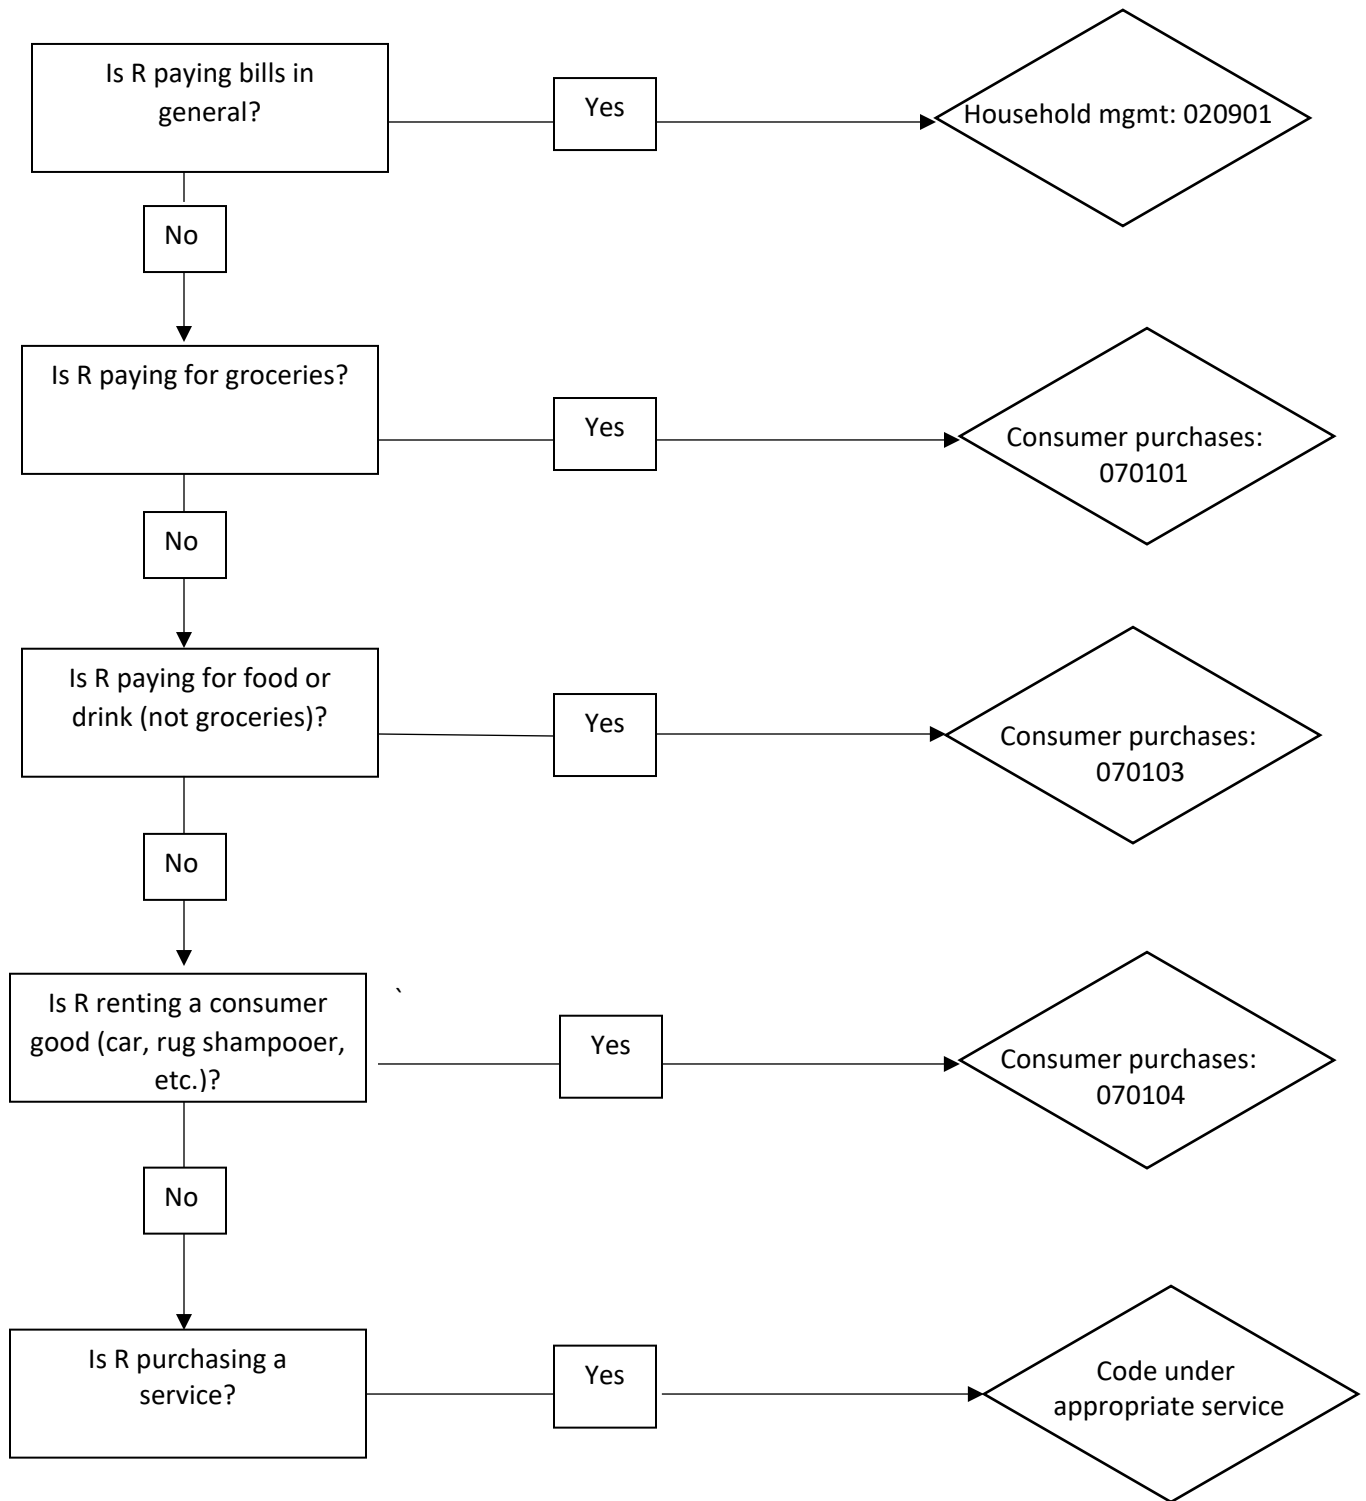 Is R paying bills in
general?
Yes
Household mgmt: 020901
No
Is R paying for groceries?
Yes
Consumer purchases:
070101
No
Is R paying for food or
drink (not groceries)?
Yes
Consumer purchases:
070103
No
Is R renting a consumer
good (car, rug shampooer,
etc.)?
`
Yes
Consumer purchases:
070104
No
Is R purchasing a
service?
Yes
Code under
appropriate service